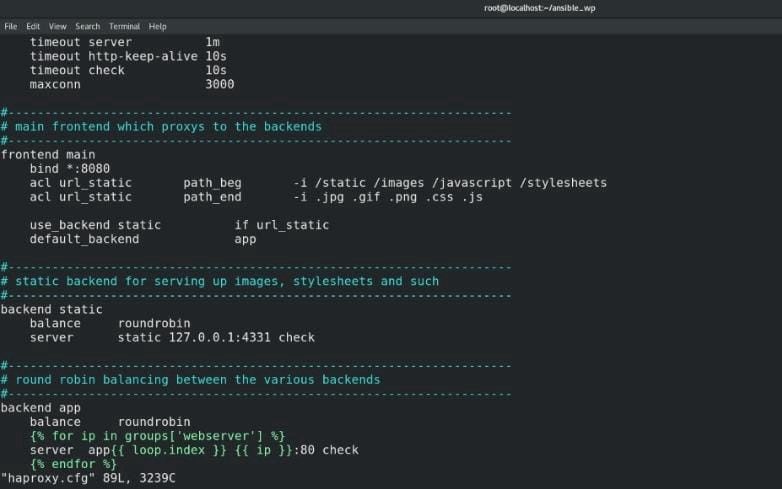 root@localhost:~/ansible_wp
File Edit View Search Terminal Help
    timeout server          1m
    timeout http-keep-alive 10s
    timeout check           10s
    maxconn                 3000

#---------------------------------------------------------------------
# main frontend which proxys to the backends
#---------------------------------------------------------------------
frontend main
    bind *:8080
    acl url_static       path_beg       -i /static /images /javascript /stylesheets
    acl url_static       path_end       -i .jpg .gif .png .css .js

    use_backend static          if url_static
    default_backend             app

#---------------------------------------------------------------------
# static backend for serving up images, stylesheets and such
#---------------------------------------------------------------------
backend static
    balance     roundrobin
    server      static 127.0.0.1:4331 check

#---------------------------------------------------------------------
# round robin balancing between the various backends
#---------------------------------------------------------------------
backend app
    balance     roundrobin
    {% for ip in groups['webserver'] %}
    server  app{{ loop.index }} {{ ip }}:80 check
    {% endfor %}
"haproxy.cfg" 89L, 3239C